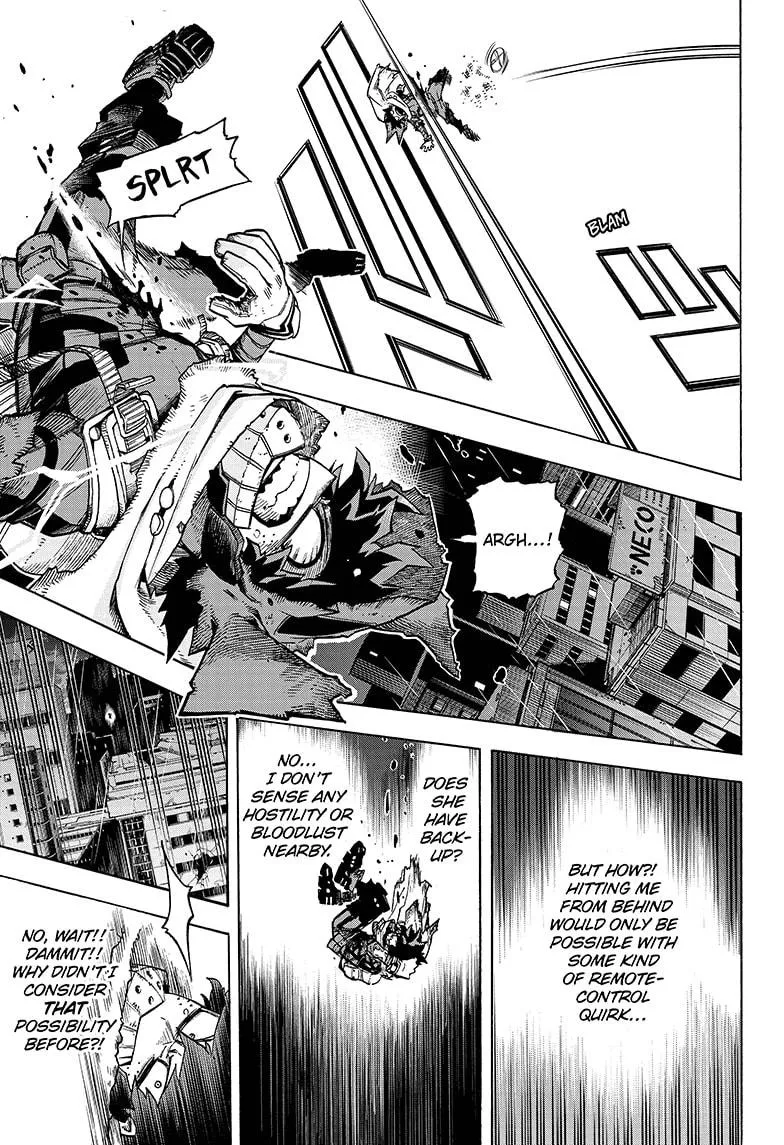 BLAM
SPLRT
ARGH...!
NECO
BUT HOW?!
HITTING ME
FROM BEHIND
WOULD ONLY BE
POSSIBLE WITH
SOME KIND
OF REMOTE-
CONTROL
QUIRK...
DOES
SHE
HAVE
BACK-
UP?
NO...
I DON'T
SENSE ANY
HOSTILITY OR
BLOODLUST
NEARBY.
NO, WAIT!!
DAMMIT!!
WHY DIDN'T I
CONSIDER
THAT
POSSIBILITY
BEFORE?!